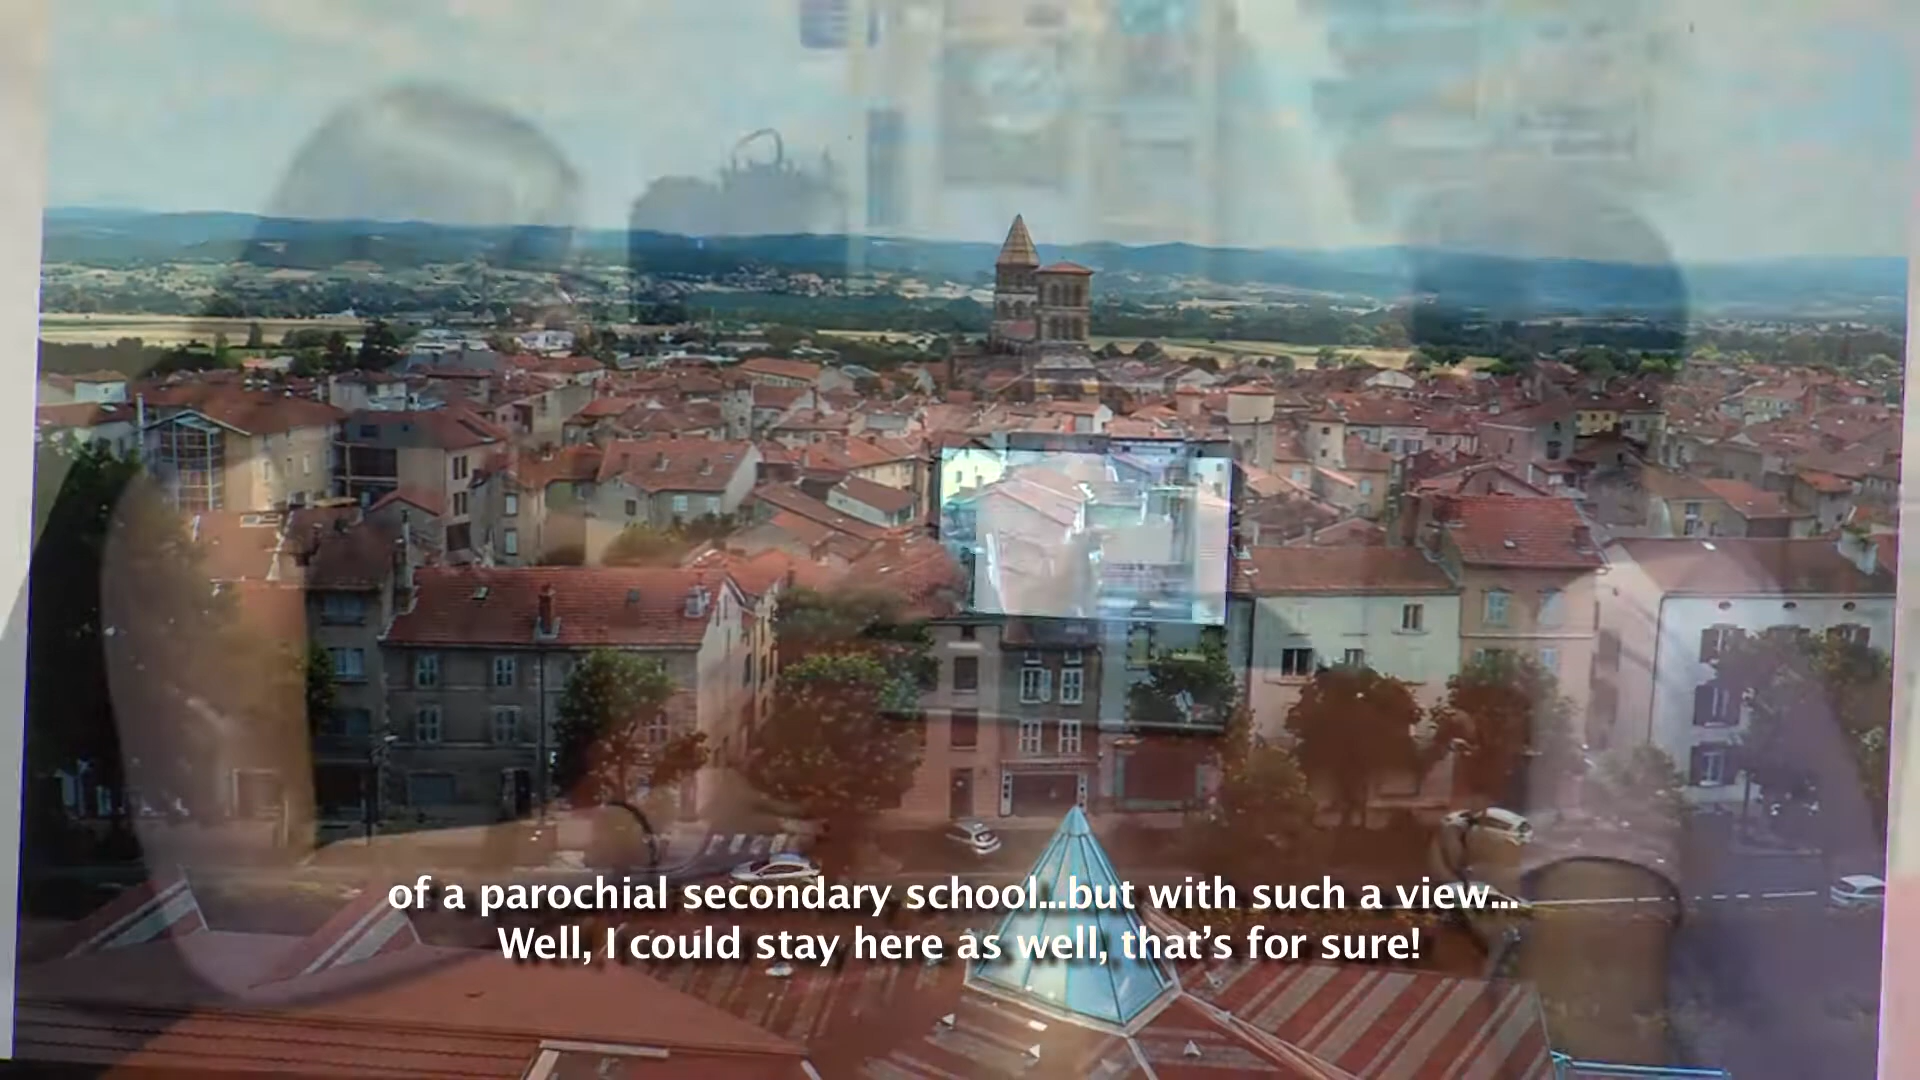 of a parochial secondary school...but with such a view...
Well, I could stay here as well, that’s for sure!